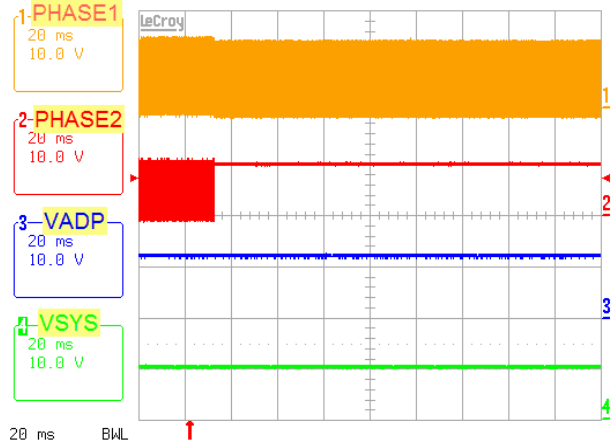 1 PHASE1
20 ms
10.0 V
LeCroy
1
2 PHASE2
20 ms
10.0 V
2
3 VADP
20 ms
10.0 V
3
4 VSYS
20 ms
10.0 V
4
20 ms BWL